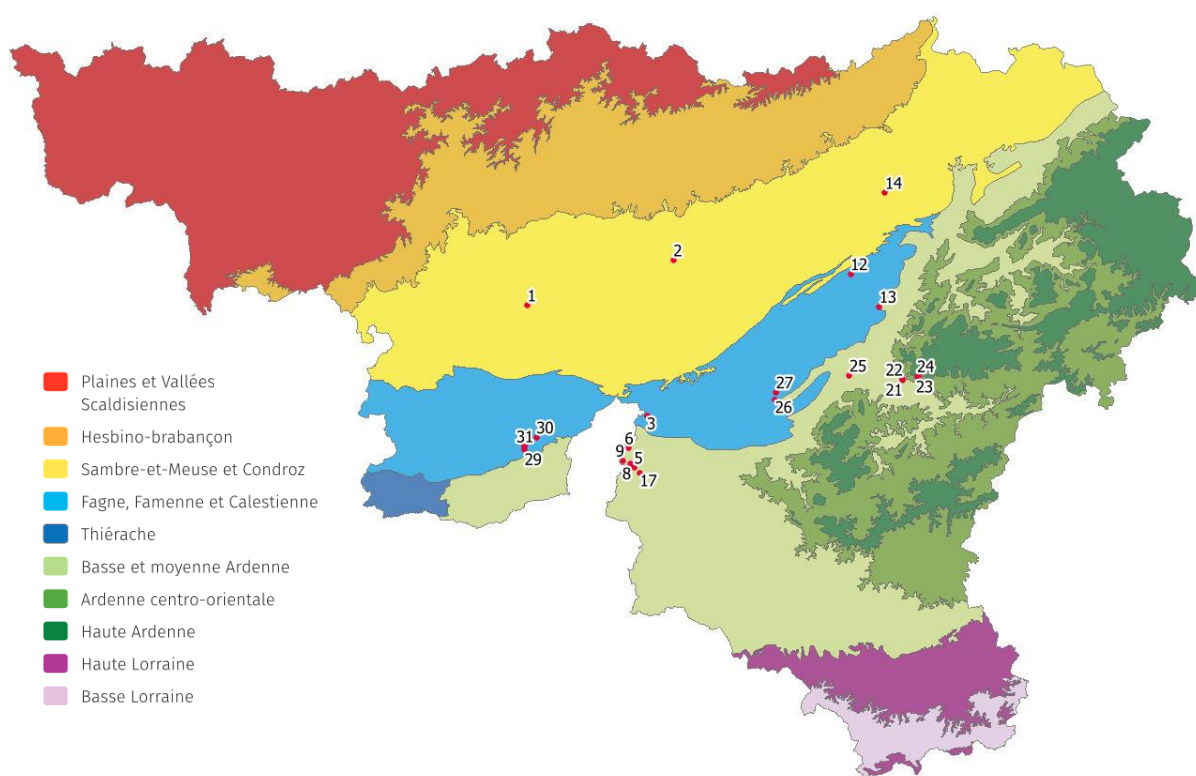 14
2
12
1
13
25
22
24
21
23
27
26
3
30
31
29
6
9
5
8
17
Plaines et Vallées
Scaldisiennes
Hesbino-brabançon
Sambre-et-Meuse et Condroz
Fagne, Famenne et Calestienne
Thiérache
Basse et moyenne Ardenne
Ardenne centro-orientale
Haute Ardenne
Haute Lorraine
Basse Lorraine